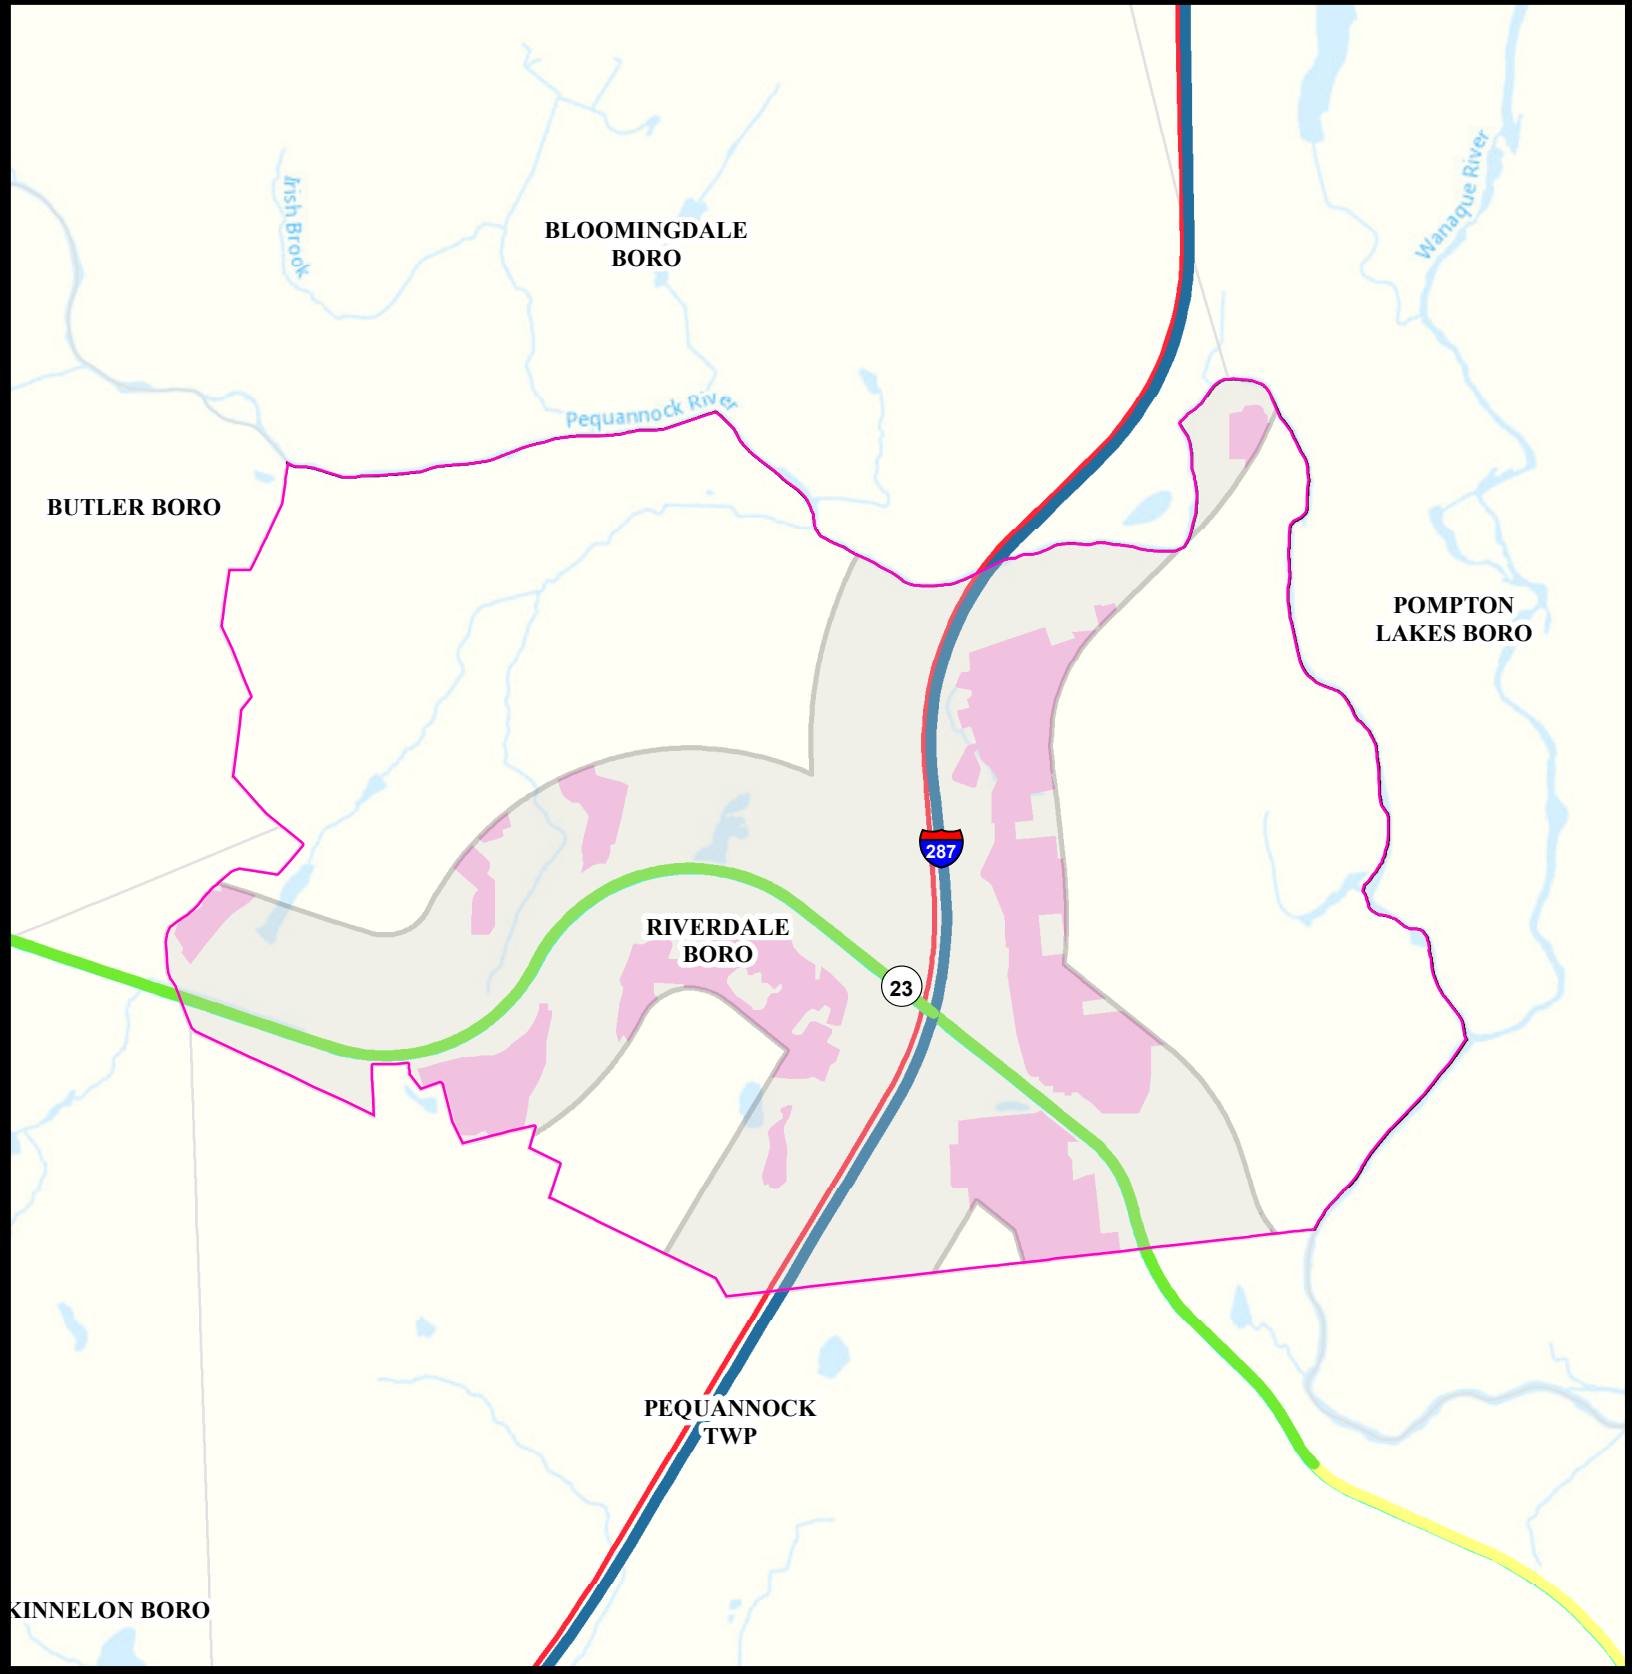 Wanaque River
Irish Brook
BLOOMINGDALE
BORO
Pequannock River
BUTLER BORO
POMPTON
LAKES BORO
287
RIVERDALE
BORO
23
PEQUANNOCK
TWP
KINNELON BORO